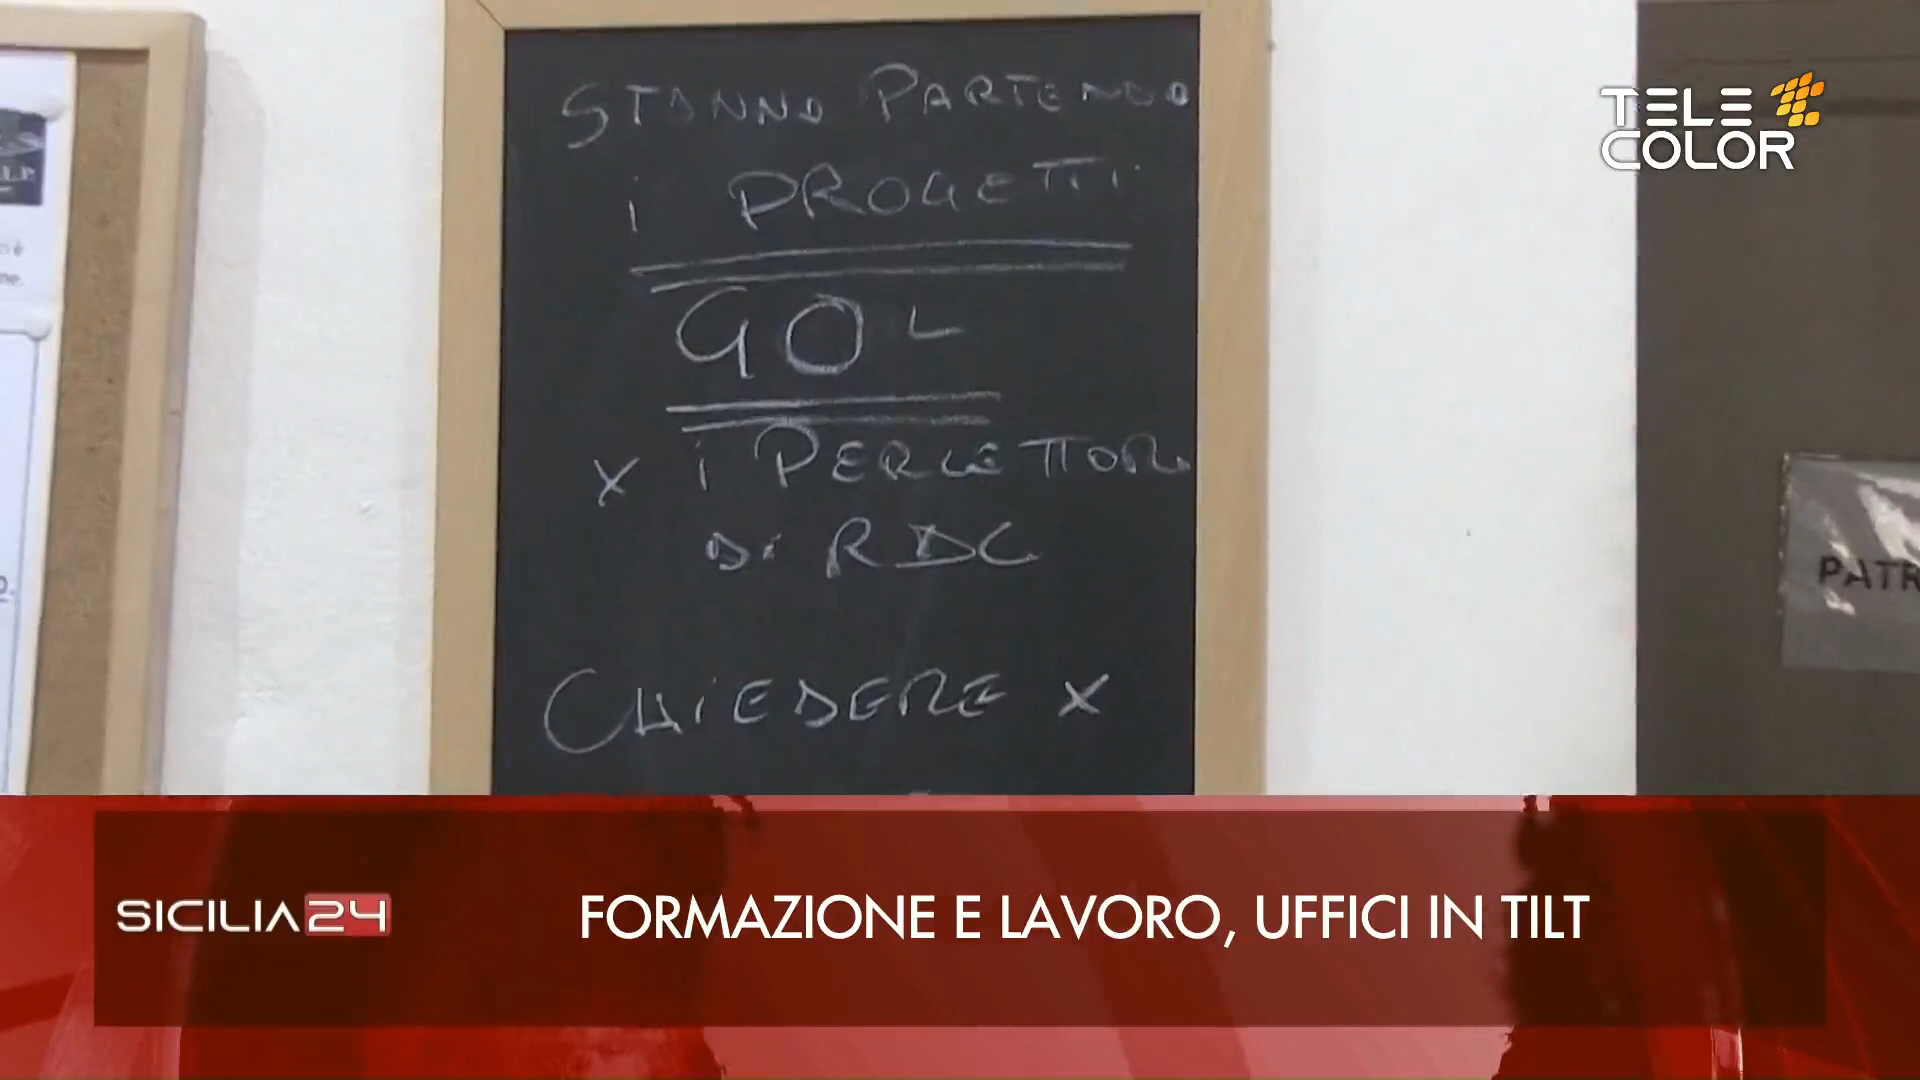 STANNO PARTENDO
i PROGETTI
GOL
x i PERCETTORI
Di RDC
CHIEDERE x
TELE
COLOR
PATR
SICILIA24
FORMAZIONE E LAVORO, UFFICI IN TILT